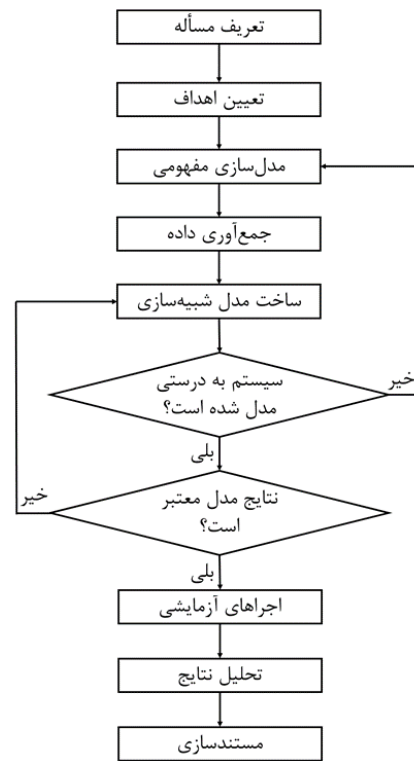 تعریف مسأله
تعیین اهداف
مدل‌سازی مفهومی
جمع‌آوری داده
ساخت مدل شبیه‌سازی
سیستم به درستی
مدل شده است؟
خیر
بلی
نتایج مدل معتبر
است؟
خیر
بلی
اجراهای آزمایشی
تحلیل نتایج
مستندسازی